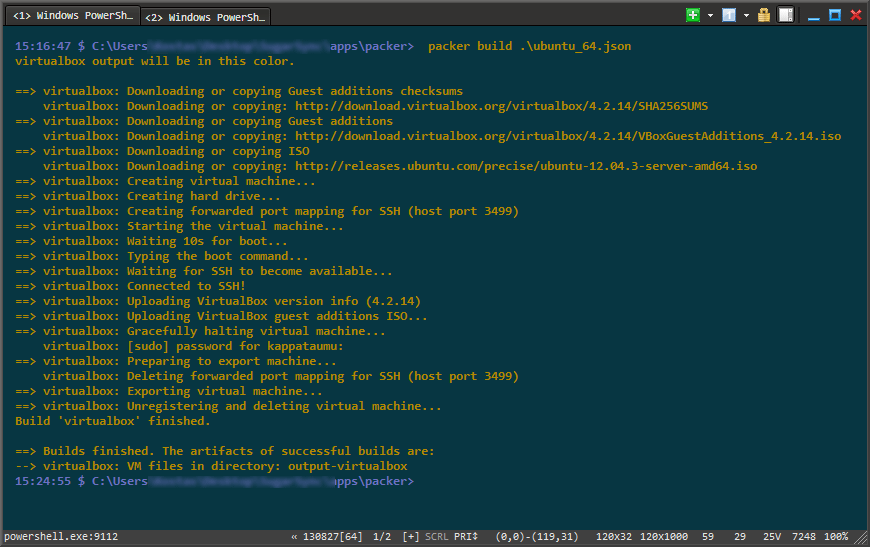 <1> Windows PowerSh…
<2> Windows PowerSh…
15:16:47 $ C:\Users apps\packer> packer build .\ubuntu_64.json
virtualbox output will be in this color.
==> virtualbox: Downloading or copying Guest additions checksums
virtualbox: Downloading or copying: http://download.virtualbox.org/virtualbox/4.2.14/SHA256SUMS
==> virtualbox: Downloading or copying Guest additions
virtualbox: Downloading or copying: http://download.virtualbox.org/virtualbox/4.2.14/VBoxGuestAdditions_4.2.14.iso
==> virtualbox: Downloading or copying ISO
virtualbox: Downloading or copying: http://releases.ubuntu.com/precise/ubuntu-12.04.3-server-amd64.iso
==> virtualbox: Creating virtual machine...
==> virtualbox: Creating hard drive...
==> virtualbox: Creating forwarded port mapping for SSH (host port 3499)
==> virtualbox: Starting the virtual machine...
==> virtualbox: Waiting 10s for boot...
==> virtualbox: Typing the boot command...
==> virtualbox: Waiting for SSH to become available...
==> virtualbox: Connected to SSH!
==> virtualbox: Uploading VirtualBox version info (4.2.14)
==> virtualbox: Uploading VirtualBox guest additions ISO...
==> virtualbox: Gracefully halting virtual machine...
virtualbox: [sudo] password for kappataumu:
==> virtualbox: Preparing to export machine...
virtualbox: Deleting forwarded port mapping for SSH (host port 3499)
==> virtualbox: Exporting virtual machine...
==> virtualbox: Unregistering and deleting virtual machine...
Build 'virtualbox' finished.
==> Builds finished. The artifacts of successful builds are:
--> virtualbox: VM files in directory: output-virtualbox
15:24:55 $ C:\Users apps\packer>
powershell.exe:9112 « 130827[64] 1/2 [+] SCRL PRI‡ (0,0)-(119,31) 120x32 120x1000 59 29 25V 7248 100%